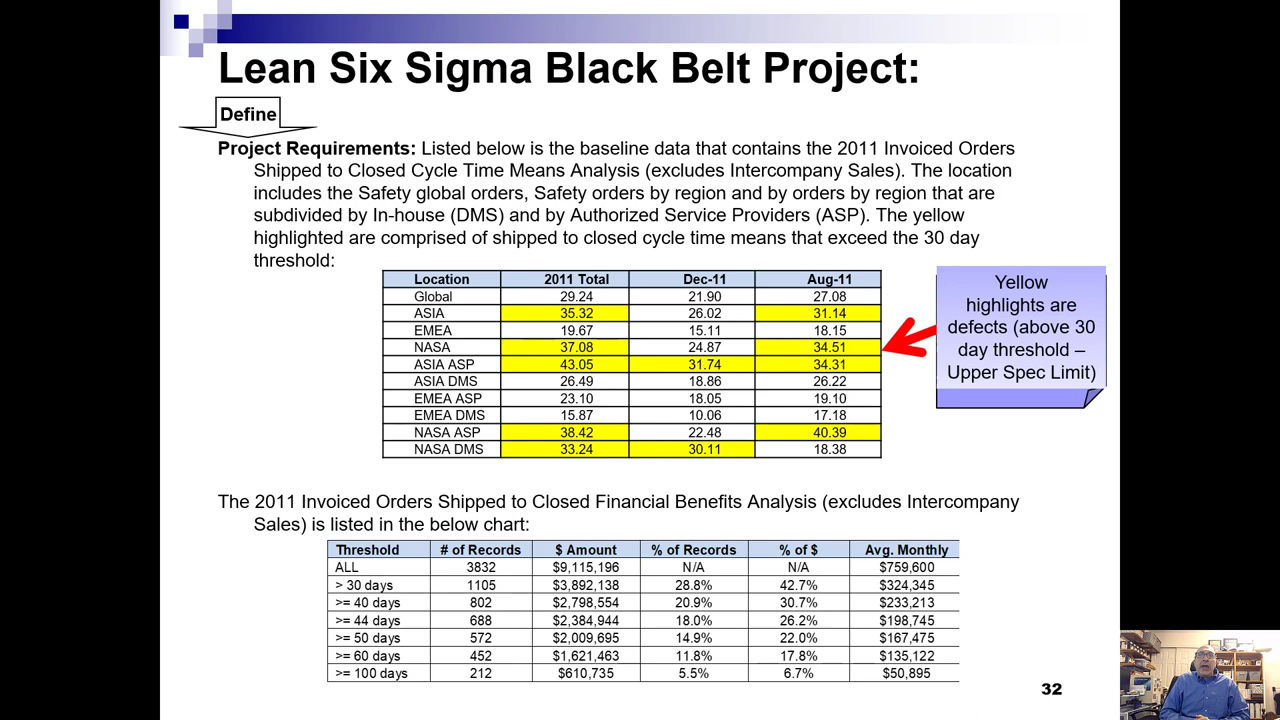 Lean Six Sigma Black Belt Project:
Define
Project Requirements: Listed below is the baseline data that contains the 2011 Invoiced Orders
Shipped to Closed Cycle Time Means Analysis (excludes Intercompany Sales). The location
includes the Safety global orders, Safety orders by region and by orders by region that are
subdivided by In-house (DMS) and by Authorized Service Providers (ASP). The yellow
highlighted are comprised of shipped to closed cycle time means that exceed the 30 day
threshold:
Location 2011 Total Dec-11 Aug-11
Global 29.24 21.90 27.08
ASIA 35.32 26.02 31.14
EMEA 19.67 15.11 18.15
NASA 37.08 24.87 34.51
ASIA ASP 43.05 31.74 34.31
ASIA DMS 26.49 18.86 26.22
EMEA ASP 23.10 18.05 19.10
EMEA DMS 15.87 10.06 17.18
NASA ASP 38.42 22.48 40.39
NASA DMS 33.24 30.11 18.38
Yellow
highlights are
defects (above 30
day threshold –
Upper Spec Limit)
The 2011 Invoiced Orders Shipped to Closed Financial Benefits Analysis (excludes Intercompany
Sales) is listed in the below chart:
Threshold # of Records $ Amount % of Records % of $ Avg. Monthly
ALL 3832 $9,115,196 N/A N/A $759,600
> 30 days 1105 $3,892,138 28.8% 42.7% $324,345
>= 40 days 802 $2,798,554 20.9% 30.7% $233,213
>= 44 days 688 $2,384,944 18.0% 26.2% $198,745
>= 50 days 572 $2,009,695 14.9% 22.0% $167,475
>= 60 days 452 $1,621,463 11.8% 17.8% $135,122
>= 100 days 212 $610,735 5.5% 6.7% $50,895
32